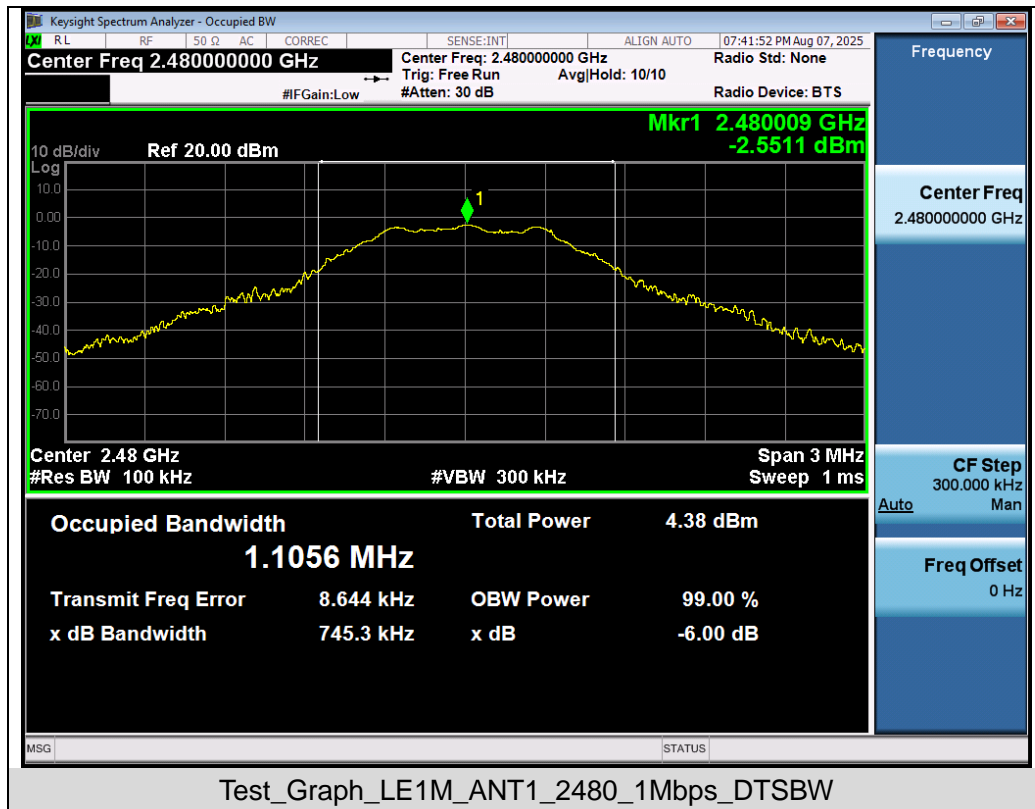 Keysight Spectrum Analyzer - Occupied BW
LXI RL RF 50 Ω AC CORREC SENSE:INT ALIGN AUTO 07:41:52 PM Aug 07, 2025
Center Freq 2.480000000 GHz
Center Freq: 2.480000000 GHz Radio Std: None
Trig: Free Run Avg|Hold: 10/10
#IFGain:Low #Atten: 30 dB Radio Device: BTS
Mkr1 2.480009 GHz
10 dB/div Ref 20.00 dBm -2.5511 dBm
Log
10.0
1
0.00
-10.0
-20.0
-30.0
-40.0
-50.0
-60.0
-70.0
Center 2.48 GHz Span 3 MHz
#Res BW 100 kHz #VBW 300 kHz Sweep 1 ms
Occupied Bandwidth Total Power 4.38 dBm
1.1056 MHz
Transmit Freq Error 8.644 kHz OBW Power 99.00 %
x dB Bandwidth 745.3 kHz x dB -6.00 dB
Frequency
Center Freq
2.480000000 GHz
CF Step
300.000 kHz
Auto Man
Freq Offset
0 Hz
MSG STATUS
Test_Graph_LE1M_ANT1_2480_1Mbps_DTSBW